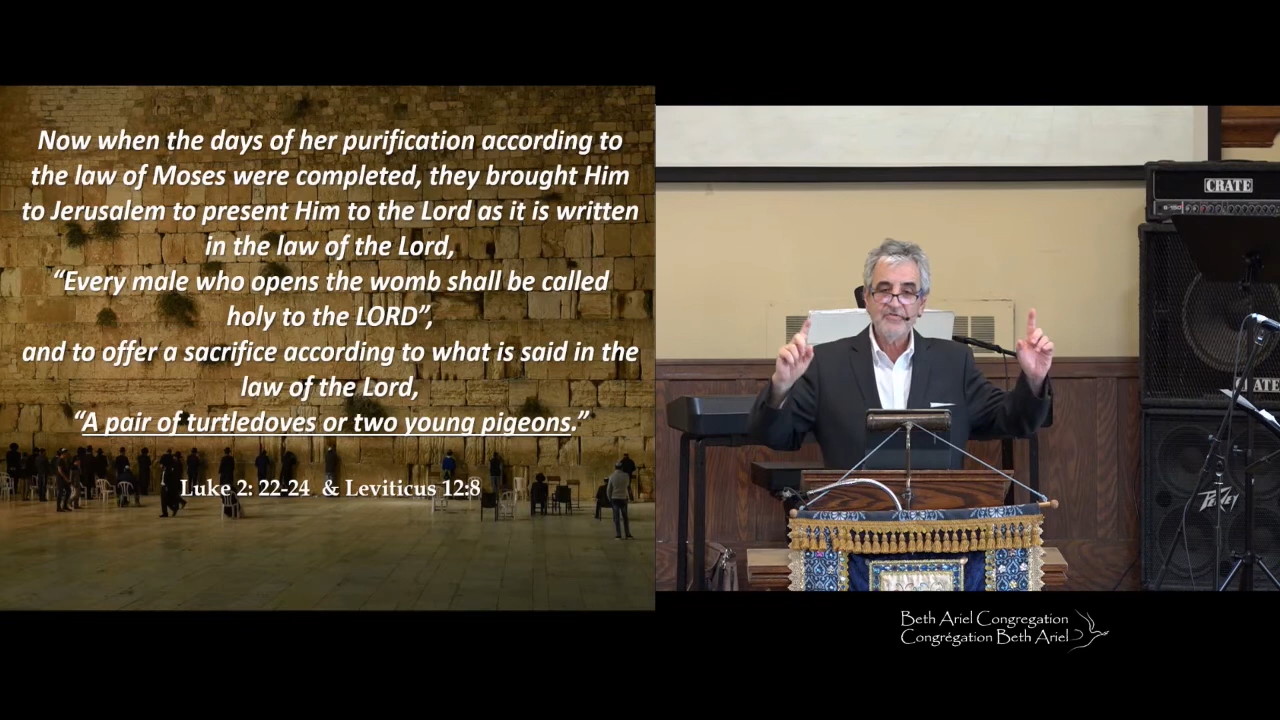 Now when the days of her purification according to
the law of Moses were completed, they brought Him
to Jerusalem to present Him to the Lord as it is written
in the law of the Lord,
“Every male who opens the womb shall be called
holy to the LORD”,
and to offer a sacrifice according to what is said in the
law of the Lord,
“A pair of turtledoves or two young pigeons.”
Luke 2: 22-24 & Leviticus 12:8
CRATE
PEAVEY
Beth Ariel Congregation
Congrégation Beth Ariel